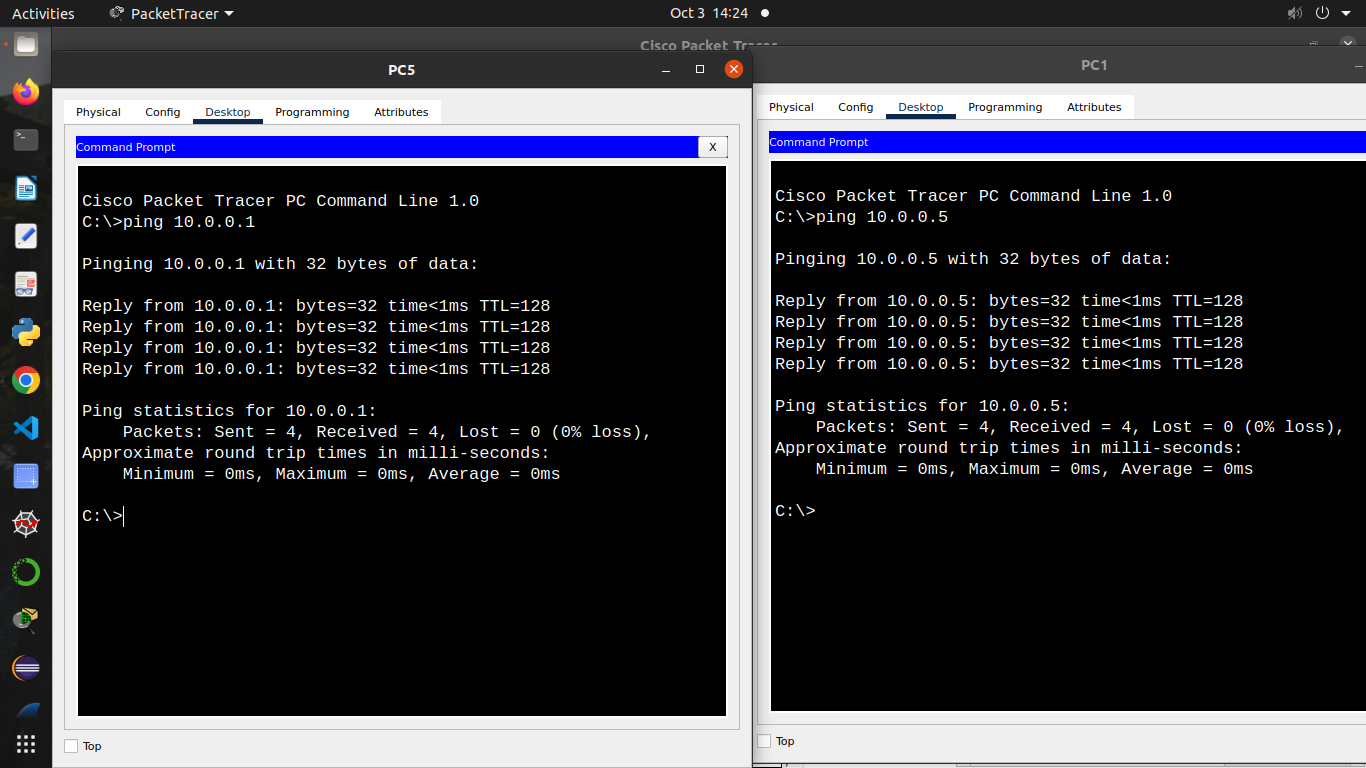 Activities
PacketTracer
Oct 3 14:24
Cisco Packet Tracer
PC5
Physical
Config
Desktop
Programming
Attributes
Command Prompt
X
Cisco Packet Tracer PC Command Line 1.0
C:\>ping 10.0.0.1
Pinging 10.0.0.1 with 32 bytes of data:
Reply from 10.0.0.1: bytes=32 time<1ms TTL=128
Reply from 10.0.0.1: bytes=32 time<1ms TTL=128
Reply from 10.0.0.1: bytes=32 time<1ms TTL=128
Reply from 10.0.0.1: bytes=32 time<1ms TTL=128
Ping statistics for 10.0.0.1:
Packets: Sent = 4, Received = 4, Lost = 0 (0% loss),
Approximate round trip times in milli-seconds:
Minimum = 0ms, Maximum = 0ms, Average = 0ms
C:\>
Top
PC1
Physical
Config
Desktop
Programming
Attributes
Command Prompt
Cisco Packet Tracer PC Command Line 1.0
C:\>ping 10.0.0.5
Pinging 10.0.0.5 with 32 bytes of data:
Reply from 10.0.0.5: bytes=32 time<1ms TTL=128
Reply from 10.0.0.5: bytes=32 time<1ms TTL=128
Reply from 10.0.0.5: bytes=32 time<1ms TTL=128
Reply from 10.0.0.5: bytes=32 time<1ms TTL=128
Ping statistics for 10.0.0.5:
Packets: Sent = 4, Received = 4, Lost = 0 (0% loss),
Approximate round trip times in milli-seconds:
Minimum = 0ms, Maximum = 0ms, Average = 0ms
C:\>
Top